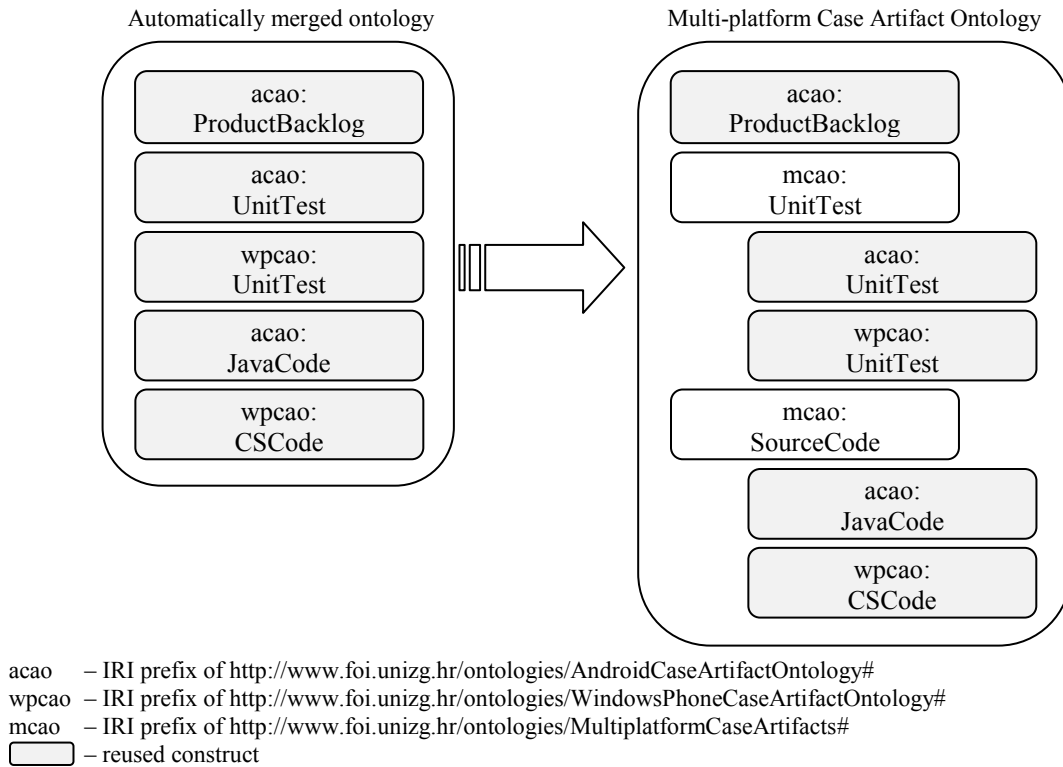 Automatically merged ontology
acao:
ProductBacklog
acao:
UnitTest
wpcao:
UnitTest
acao:
JavaCode
wpcao:
CSCode
Multi-platform Case Artifact Ontology
acao:
ProductBacklog
mcao:
UnitTest
acao:
UnitTest
wpcao:
UnitTest
mcao:
SourceCode
acao:
JavaCode
wpcao:
CSCode
acao – IRI prefix of http://www.foi.unizg.hr/ontologies/AndroidCaseArtifactOntology#
wpcao – IRI prefix of http://www.foi.unizg.hr/ontologies/WindowsPhoneCaseArtifactOntology#
mcao – IRI prefix of http://www.foi.unizg.hr/ontologies/MultiplatformCaseArtifacts#
– reused construct